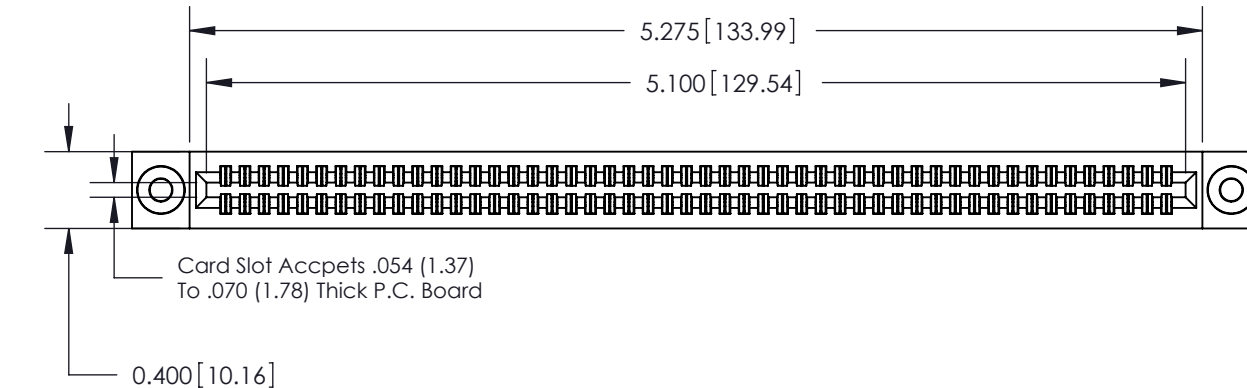 5.275[133.99]
5.100[129.54]
Card Slot Accpets .054 (1.37)
To .070 (1.78) Thick P.C. Board
0.400[10.16]